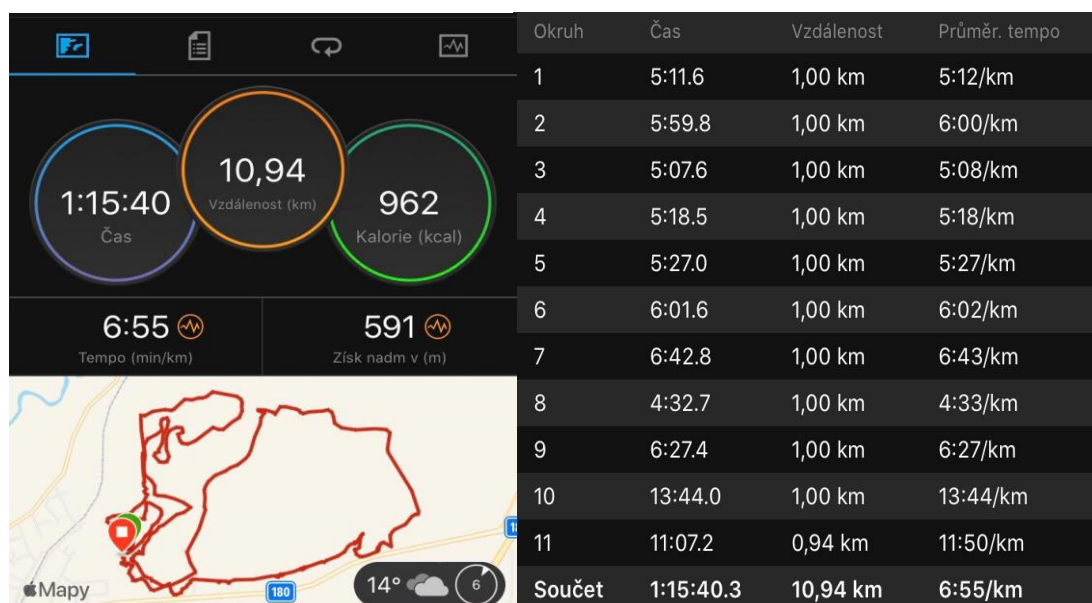 10,94
Vzdálenost (km)
1:15:40
Čas
962
Kalorie (kcal)
6:55
Tempo (min/km)
591
Získ nadm v (m)
180
Mapy
14°
6
Okruh Čas Vzdálenost Průměr. tempo
1 5:11.6 1,00 km 5:12/km
2 5:59.8 1,00 km 6:00/km
3 5:07.6 1,00 km 5:08/km
4 5:18.5 1,00 km 5:18/km
5 5:27.0 1,00 km 5:27/km
6 6:01.6 1,00 km 6:02/km
7 6:42.8 1,00 km 6:43/km
8 4:32.7 1,00 km 4:33/km
9 6:27.4 1,00 km 6:27/km
10 13:44.0 1,00 km 13:44/km
11 11:07.2 0,94 km 11:50/km
Součet 1:15:40.3 10,94 km 6:55/km